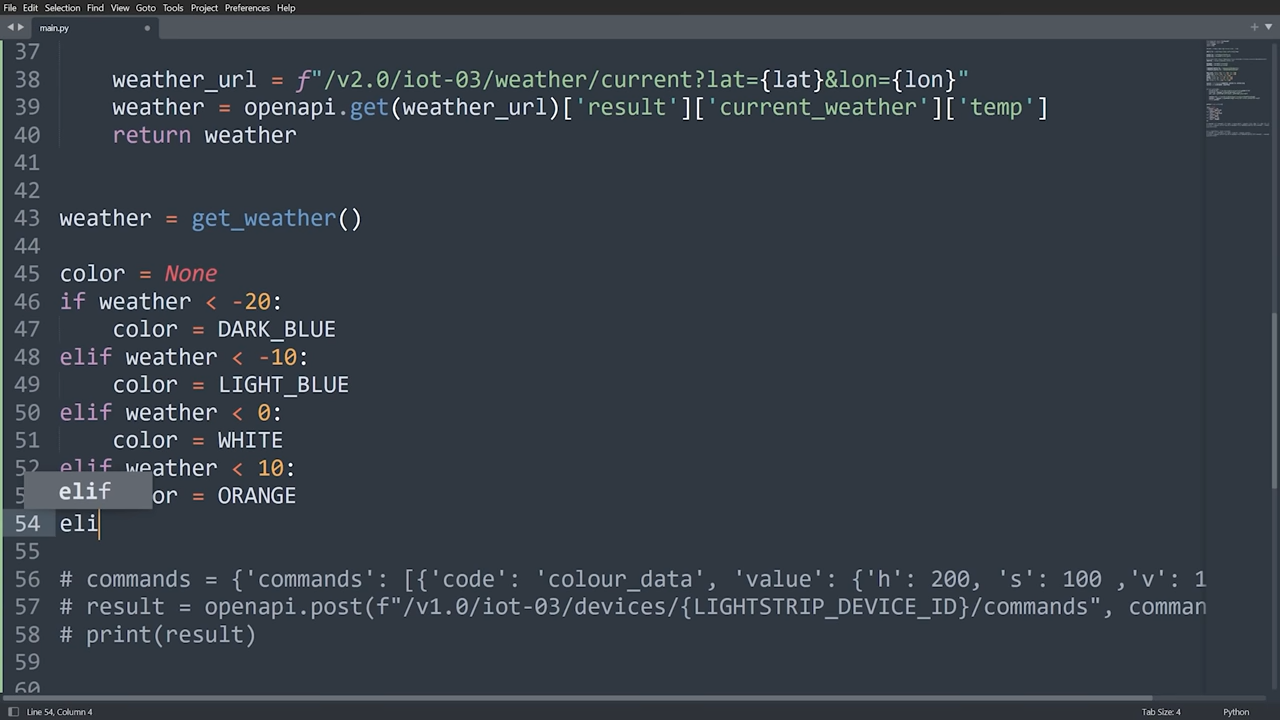 File Edit Selection Find View Goto Tools Project Preferences Help
main.py
37
38 weather_url = f"/v2.0/iot-03/weather/current?lat={lat}&lon={lon}"
39 weather = openapi.get(weather_url)['result']['current_weather']['temp']
40 return weather
41
42
43 weather = get_weather()
44
45 color = None
46 if weather < -20:
47 color = DARK_BLUE
48 elif weather < -10:
49 color = LIGHT_BLUE
50 elif weather < 0:
51 color = WHITE
52 elif weather < 10:
elif
5 or = ORANGE
54 eli
55
56 # commands = {'commands': [{'code': 'colour_data', 'value': {'h': 200, 's': 100 ,'v': 1
57 # result = openapi.post(f"/v1.0/iot-03/devices/{LIGHTSTRIP_DEVICE_ID}/commands", comman
58 # print(result)
59
60
Line 54, Column 4 Tab Size: 4 Python